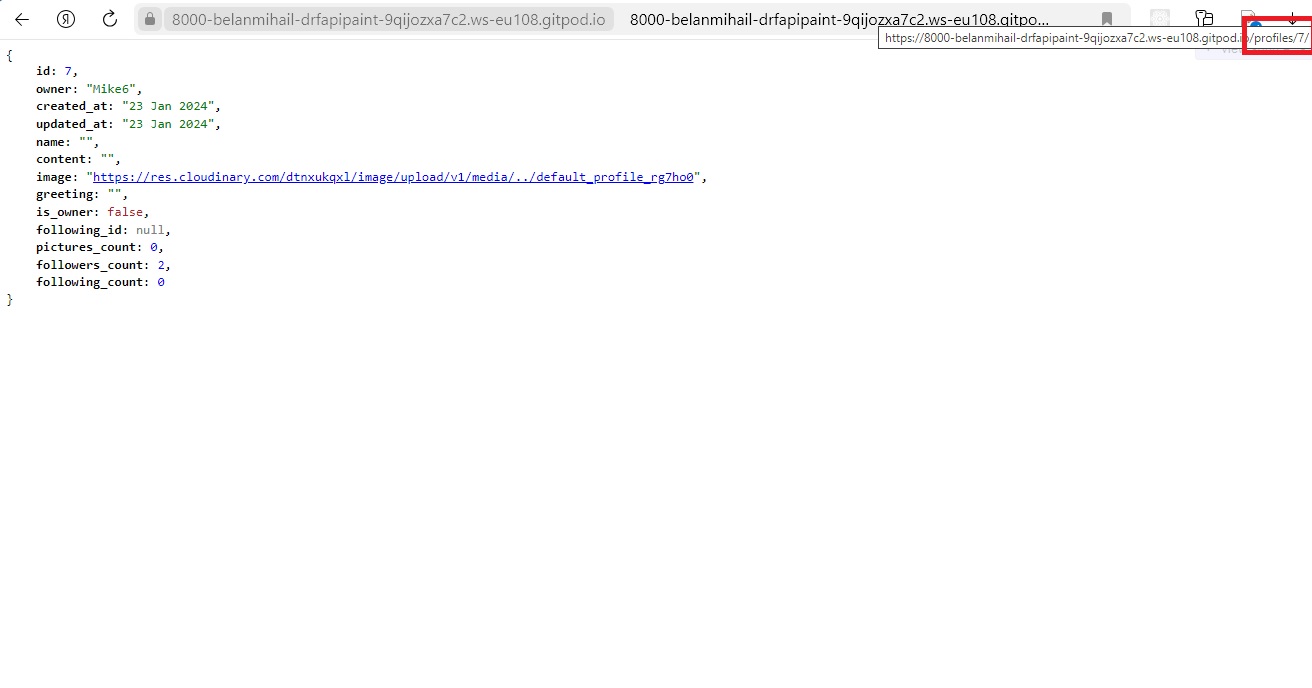 Я 8000-belanmihail-drfapipaint-9qijozxa7c2.ws-eu108.gitpod.io 8000-belanmihail-drfapipaint-9qijozxa7c2.ws-eu108.gitpo...
https://8000-belanmihail-drfapipaint-9qijozxa7c2.ws-eu108.gitpod.io/profiles/7/
{
id: 7,
owner: "Mike6",
created_at: "23 Jan 2024",
updated_at: "23 Jan 2024",
name: "",
content: "",
image: "https://res.cloudinary.com/dtnxukqxl/image/upload/v1/media/../default_profile_rg7ho0",
greeting: "",
is_owner: false,
following_id: null,
pictures_count: 0,
followers_count: 2,
following_count: 0
}